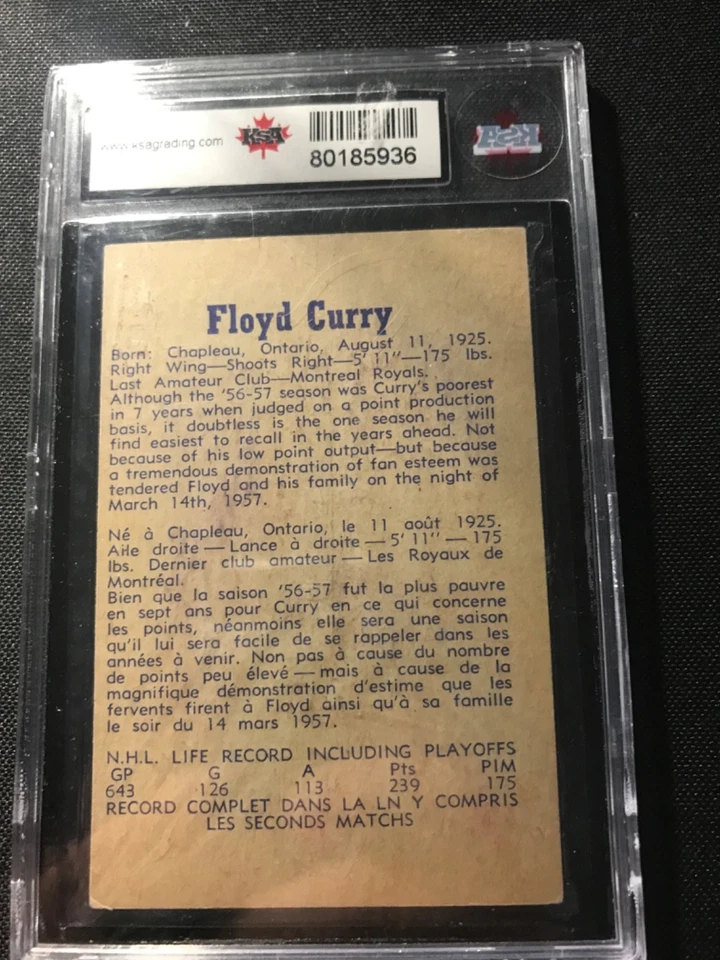 www.ksagrading.com
KSA
80185936
KSA
Floyd Curry
Born: Chapleau, Ontario, August 11, 1925.
Right Wing—Shoots Right—5' 11"—175 lbs.
Last Amateur Club—Montreal Royals.
Although the '56-57 season was Curry's poorest
in 7 years when judged on a point production
basis, it doubtless is the one season he will
find easiest to recall in the years ahead. Not
because of his low point output—but because
a tremendous demonstration of fan esteem was
tendered Floyd and his family on the night of
March 14th, 1957.
Né à Chapleau, Ontario, le 11 août 1925.
Aile droite — Lance à droite — 5' 11" — 175
lbs. Dernier club amateur — Les Royaux de
Montréal.
Bien que la saison '56-57 fut la plus pauvre
en sept ans pour Curry en ce qui concerne
les points, néanmoins elle sera une saison
qu'il lui sera facile de se rappeler dans les
années à venir. Non pas à cause du nombre
de points peu élevé — mais à cause de la
magnifique démonstration d'estime que les
fervents firent à Floyd ainsi qu'à sa famille
le soir du 14 mars 1957.
N.H.L. LIFE RECORD INCLUDING PLAYOFFS
GP G A Pts PIM
643 126 113 239 175
RECORD COMPLET DANS LA LN Y COMPRIS
LES SECONDS MATCHS